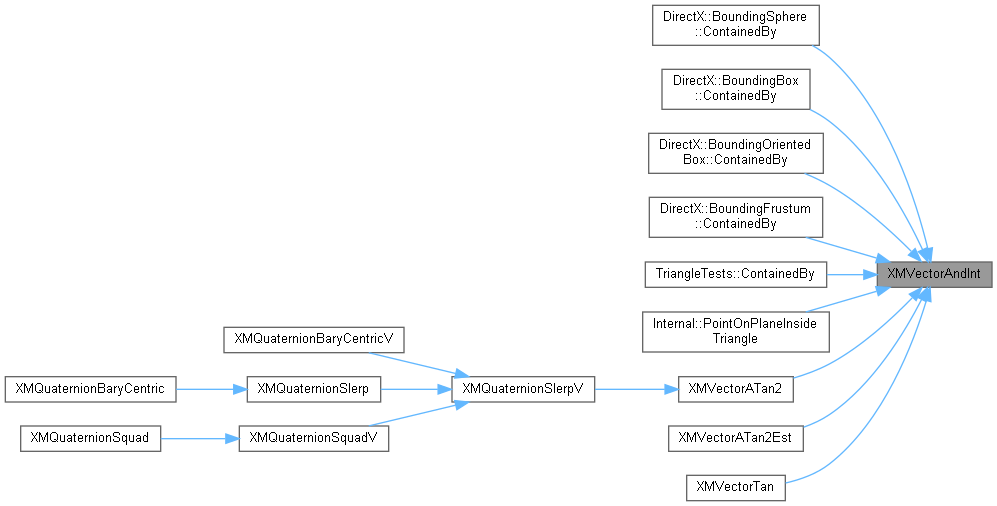 DirectX::BoundingSphere
::ContainedBy
DirectX::BoundingBox
::ContainedBy
DirectX::BoundingOriented
Box::ContainedBy
DirectX::BoundingFrustum
::ContainedBy
TriangleTests::ContainedBy
XMVectorAndInt
Internal::PointOnPlaneInside
Triangle
XMQuaternionBaryCentricV
XMQuaternionBaryCentric
XMQuaternionSlerp
XMQuaternionSlerpV
XMVectorATan2
XMQuaternionSquad
XMQuaternionSquadV
XMVectorATan2Est
XMVectorTan